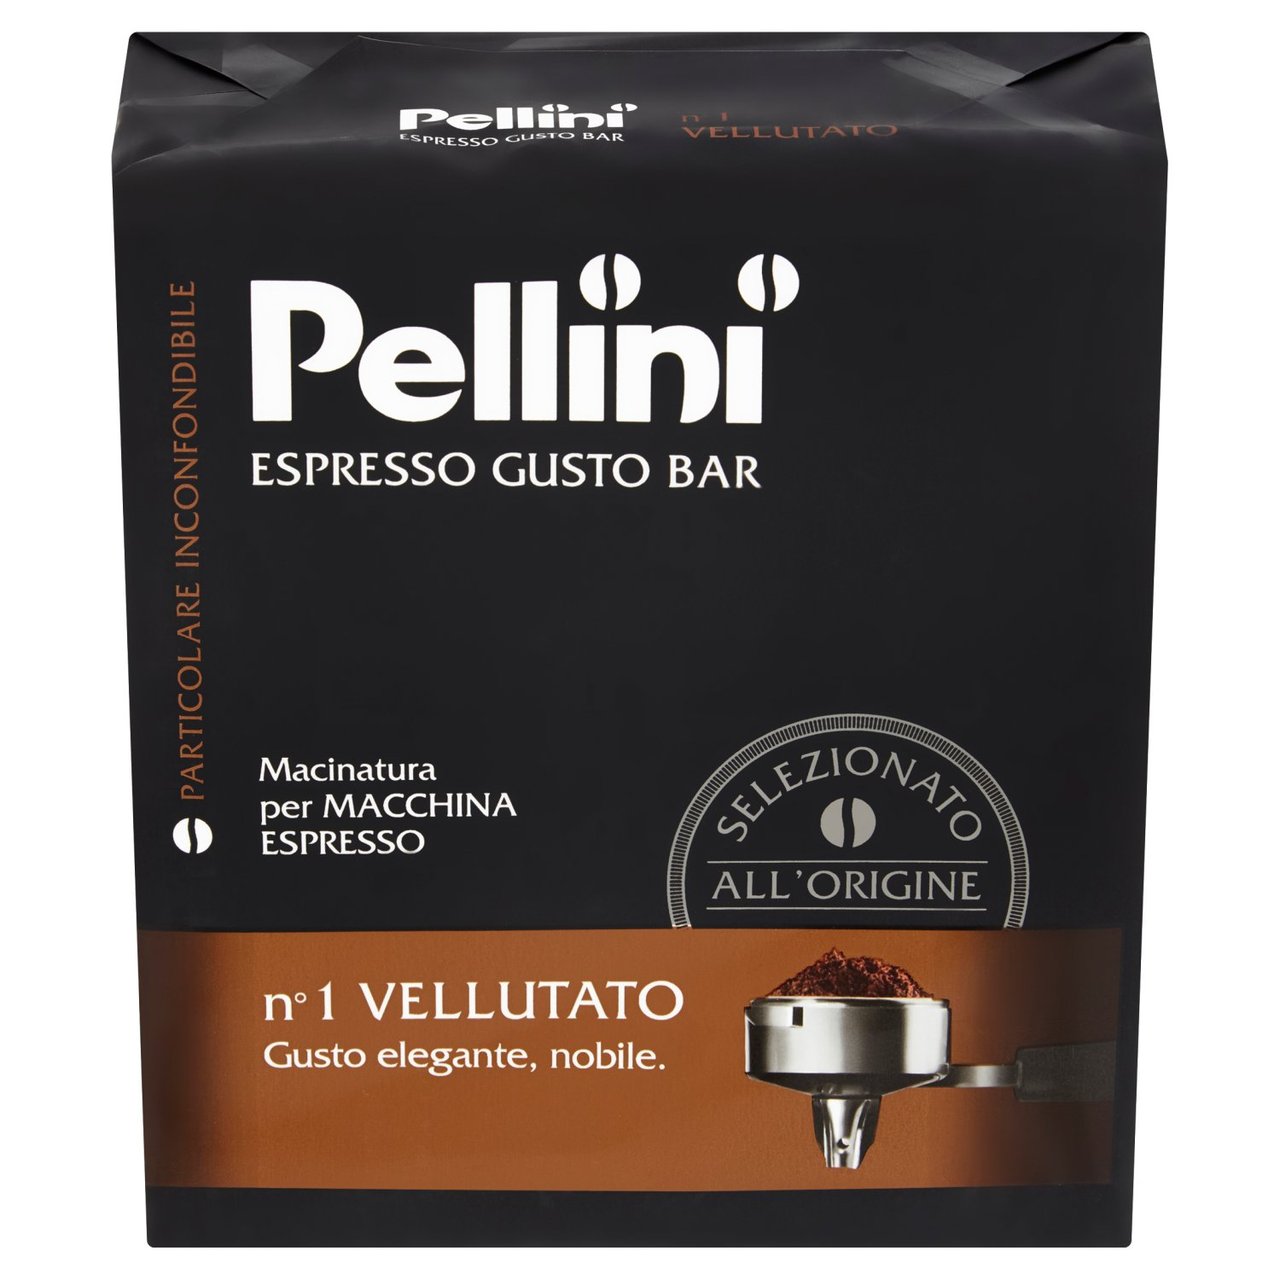 Pellini
ESPRESSO GUSTO BAR
n°1
VELLUTATO
Pellini
ESPRESSO GUSTO BAR
PARTICOLARE INCONFONDIBILE
Macinatura
per MACCHINA
ESPRESSO
SELEZIONATO
ALL'ORIGINE
n°1 VELLUTATO
Gusto elegante, nobile.